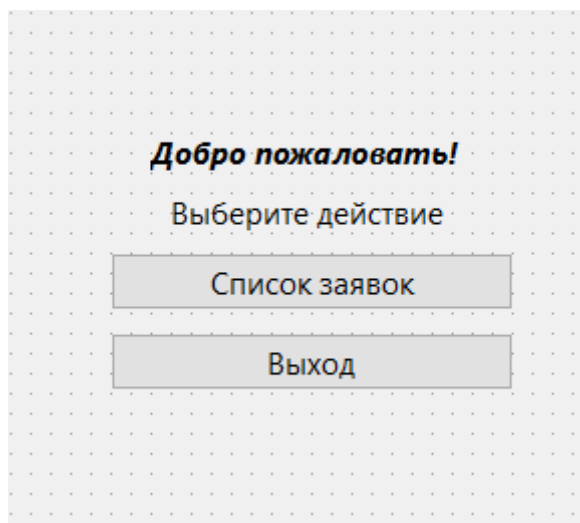 Добро пожаловать!
Выберите действие
Список заявок
Выход